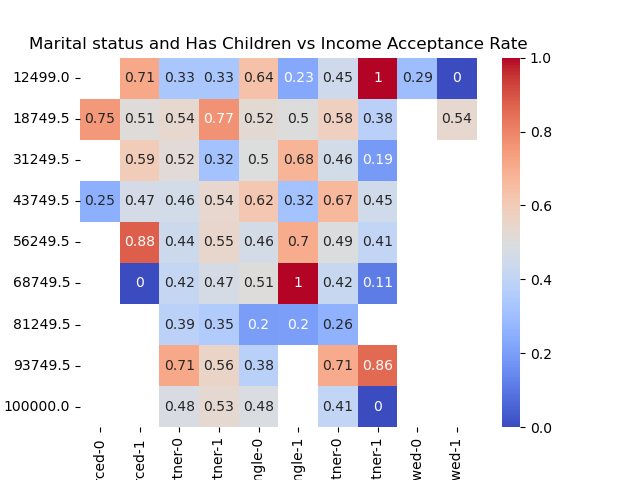 Marital status and Has Children vs Income Acceptance Rate
12499.0 0.71 0.33 0.33 0.64 0.23 0.45 1 0.29 0
18749.5 0.75 0.51 0.54 0.77 0.52 0.5 0.58 0.38 0.54
31249.5 0.59 0.52 0.32 0.5 0.68 0.46 0.19
43749.5 0.25 0.47 0.46 0.54 0.62 0.32 0.67 0.45
56249.5 0.88 0.44 0.55 0.46 0.7 0.49 0.41
68749.5 0 0.42 0.47 0.51 1 0.42 0.11
81249.5 0.39 0.35 0.2 0.2 0.26
93749.5 0.71 0.56 0.38 0.71 0.86
100000.0 0.48 0.53 0.48 0.41 0
rced-0
rced-1
tner-0
tner-1
ngle-0
ngle-1
tner-0
tner-1
wed-0
wed-1
1.0
0.8
0.6
0.4
0.2
0.0